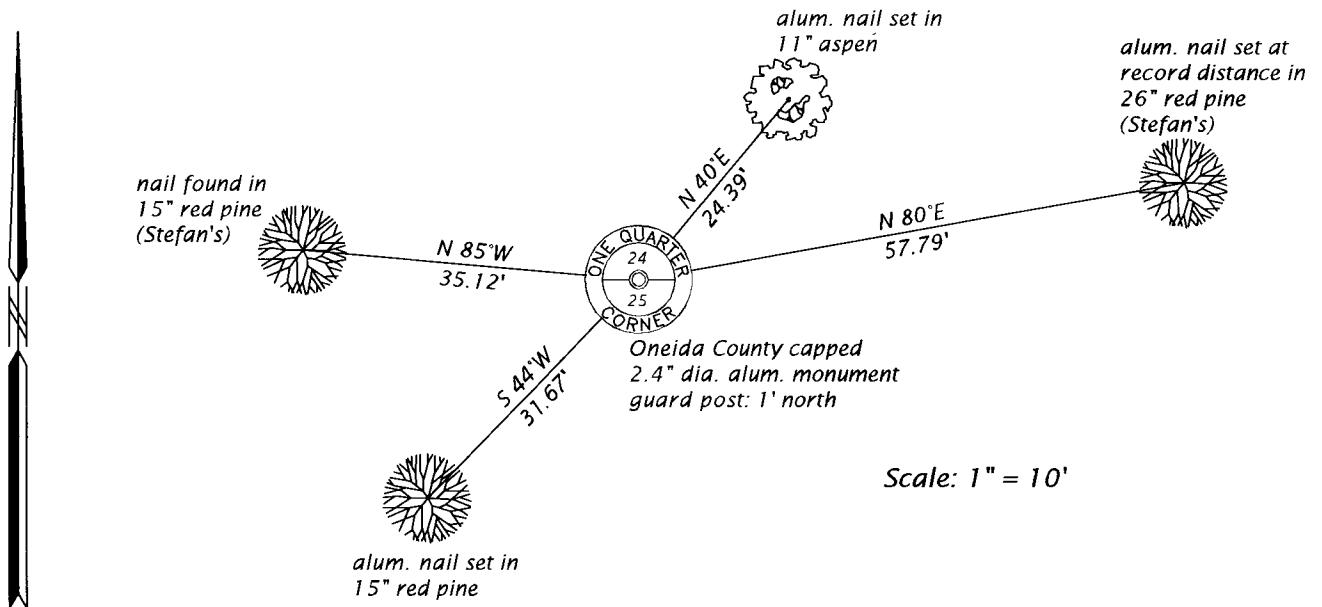 alum. nail set in
11" aspen
alum. nail set at
record distance in
26" red pine
(Stefan's)
nail found in
15" red pine
(Stefan's)
N 40°E
24.39'
N 80°E
57.79'
N 85°W
35.12'
ONE QUARTER
24
25
CORNER
Oneida County capped
2.4" dia. alum. monument
guard post: 1' north
S 44°W
31.67'
Scale: 1" = 10'
alum. nail set in
15" red pine